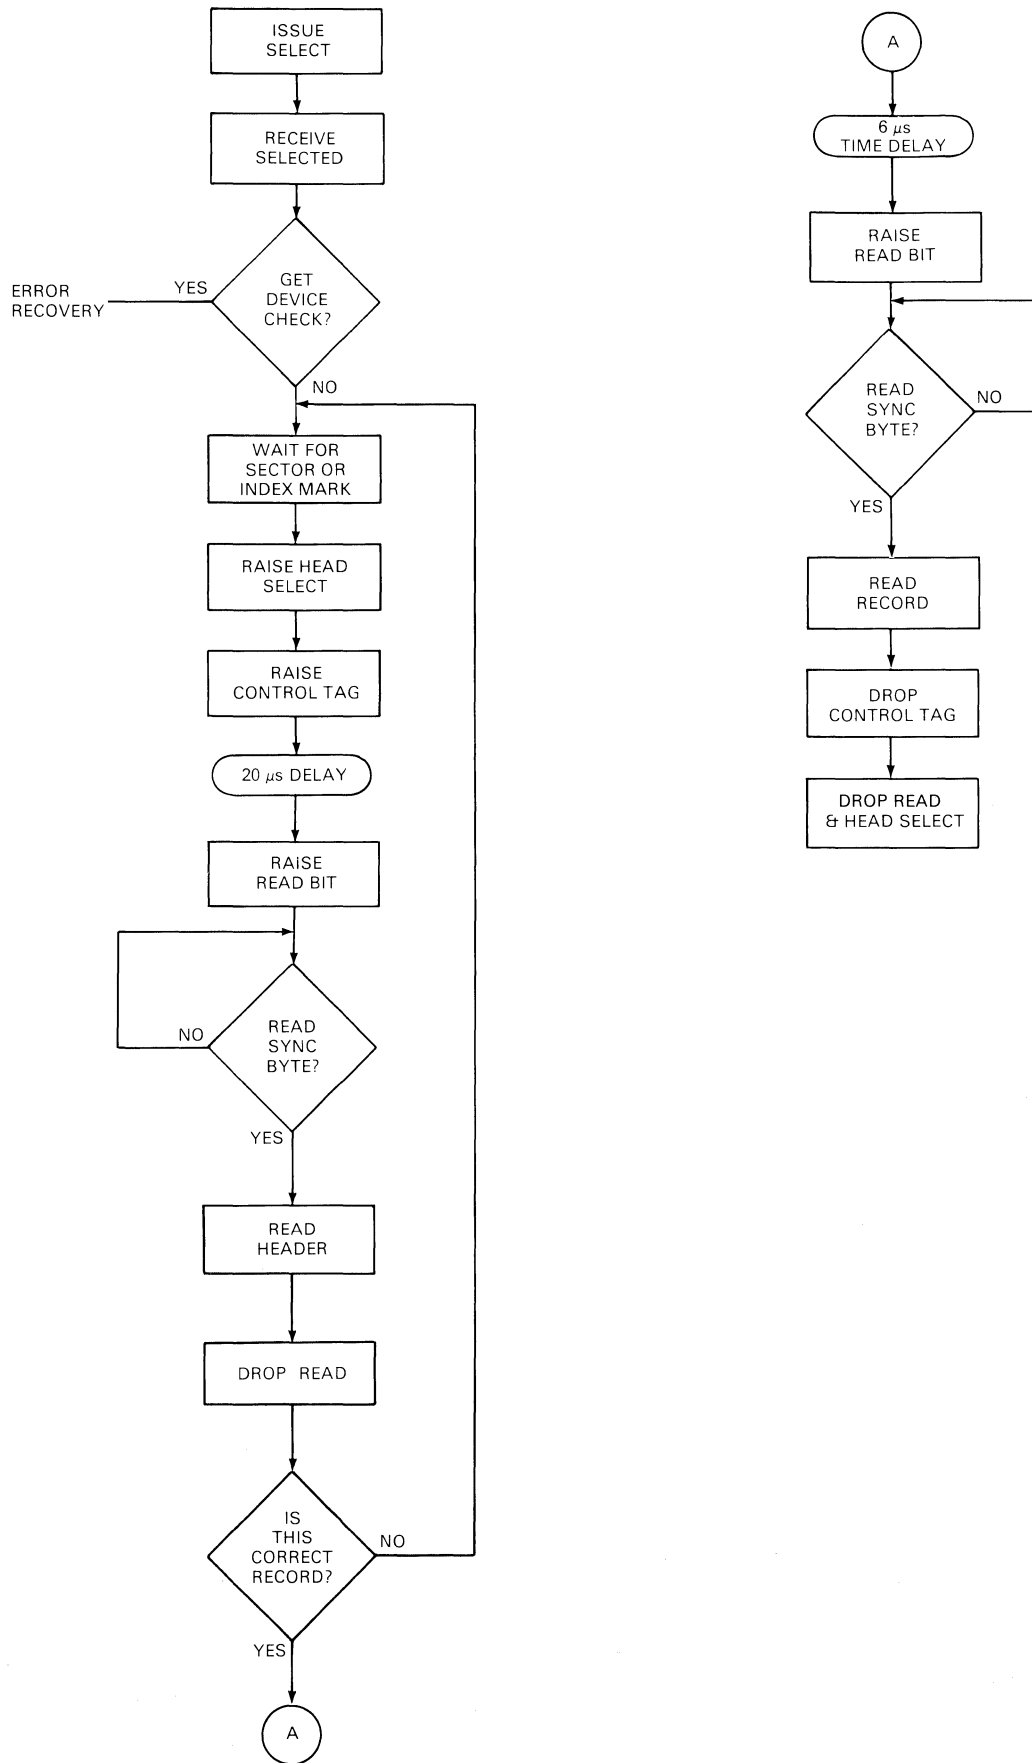 ISSUE
SELECT
RECEIVE
SELECTED
GET
DEVICE
CHECK?
YES
ERROR
RECOVERY
NO
WAIT FOR
SECTOR OR
INDEX MARK
RAISE HEAD
SELECT
RAISE
CONTROL TAG
20 μs DELAY
RAISE
READ BIT
READ
SYNC
BYTE?
NO
YES
READ
HEADER
DROP READ
IS
THIS
CORRECT
RECORD?
NO
YES
A
A
6 μs
TIME DELAY
RAISE
READ BIT
READ
SYNC
BYTE?
NO
YES
READ
RECORD
DROP
CONTROL TAG
DROP READ
& HEAD SELECT